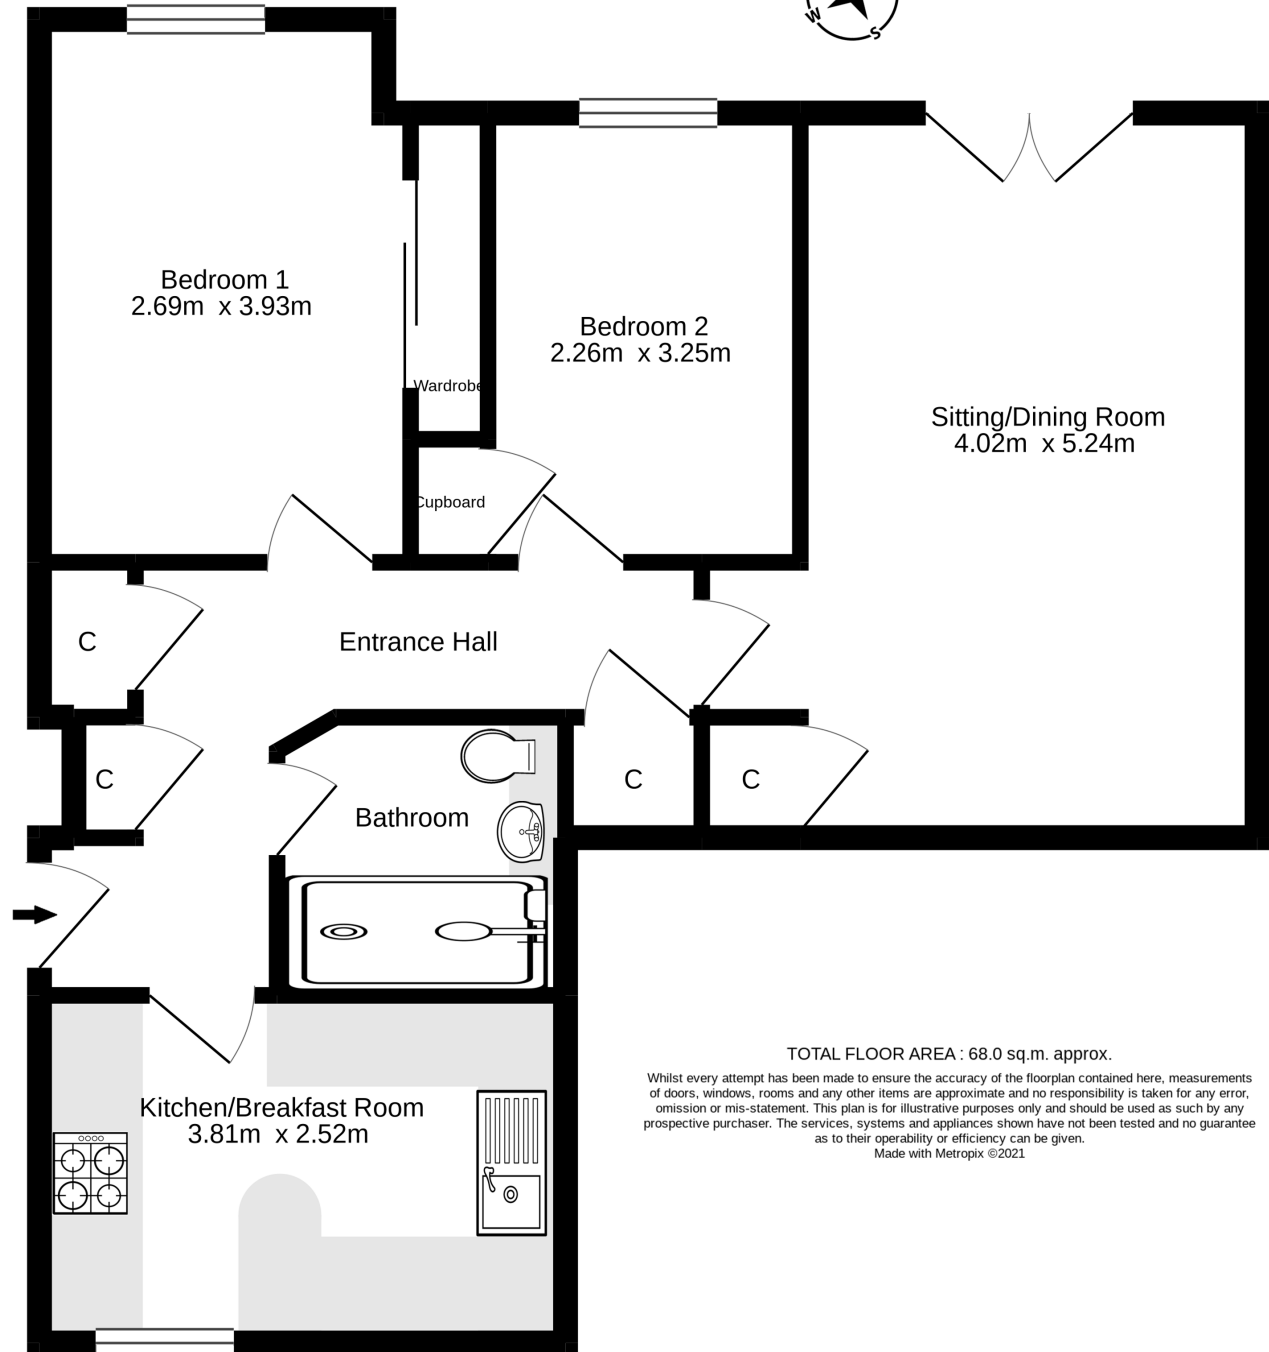 W
S
Bedroom 1
2.69m x 3.93m
Bedroom 2
2.26m x 3.25m
Wardrobe
Sitting/Dining Room
4.02m x 5.24m
Cupboard
C
Entrance Hall
C
C
C
Bathroom
Kitchen/Breakfast Room
3.81m x 2.52m
TOTAL FLOOR AREA : 68.0 sq.m. approx.
Whilst every attempt has been made to ensure the accuracy of the floorplan contained here, measurements
of doors, windows, rooms and any other items are approximate and no responsibility is taken for any error,
omission or mis-statement. This plan is for illustrative purposes only and should be used as such by any
prospective purchaser. The services, systems and appliances shown have not been tested and no guarantee
as to their operability or efficiency can be given.
Made with Metropix ©2021